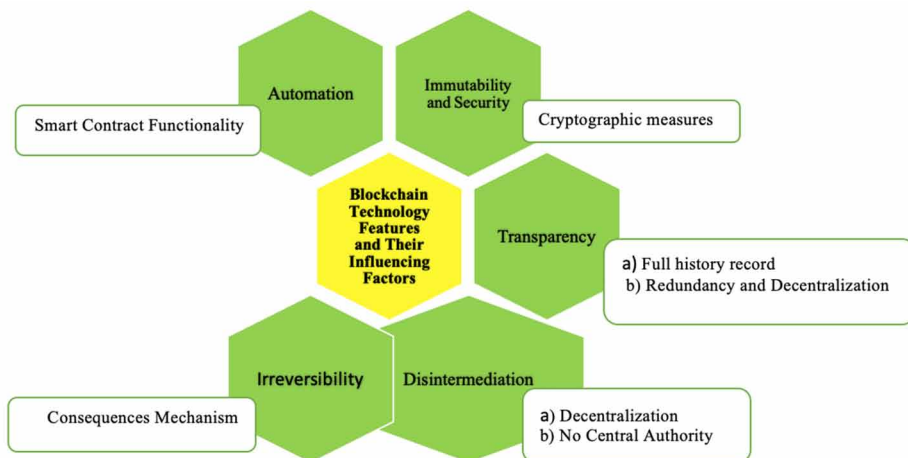 Automation
Immutability
and Security
Smart Contract Functionality
Cryptographic measures
Blockchain
Technology
Features
and Their
Influencing
Factors
Transparency
a) Full history record
b) Redundancy and Decentralization
Irreversibility
Disintermediation
Consequences Mechanism
a) Decentralization
b) No Central Authority